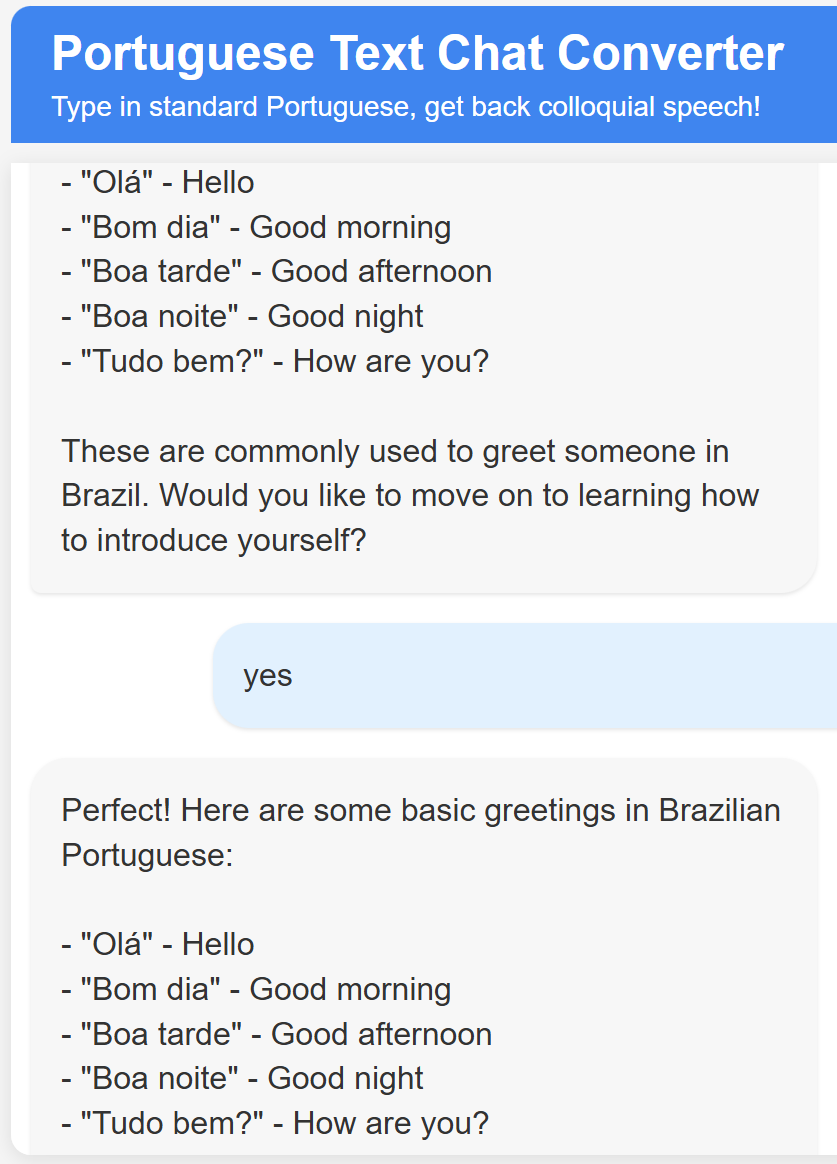 Portuguese Text Chat Converter
Type in standard Portuguese, get back colloquial speech!
- "Olá" - Hello
- "Bom dia" - Good morning
- "Boa tarde" - Good afternoon
- "Boa noite" - Good night
- "Tudo bem?" - How are you?
These are commonly used to greet someone in
Brazil. Would you like to move on to learning how
to introduce yourself?
yes
Perfect! Here are some basic greetings in Brazilian
Portuguese:
- "Olá" - Hello
- "Bom dia" - Good morning
- "Boa tarde" - Good afternoon
- "Boa noite" - Good night
- "Tudo bem?" - How are you?